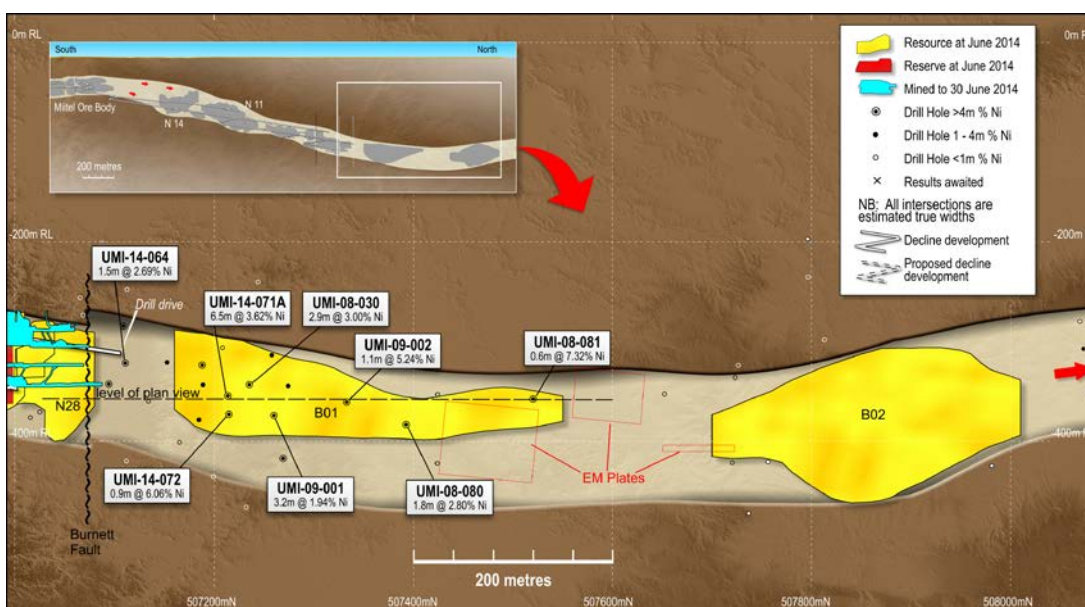 0m RL
South
North
Mitel Ore Body
N 11
N 14
200 metres
0m RL
Resource at June 2014
Reserve at June 2014
Mined to 30 June 2014
Drill Hole >4m % Ni
Drill Hole 1 - 4m % Ni
Drill Hole <1m % Ni
Results awaited
NB: All intersections are
estimated true widths
Decline development
Proposed decline
development
-200m RL
-200m RL
UMI-14-064
1.5m @ 2.69% Ni
Drill drive
UMI-14-071A
6.5m @ 3.62% Ni
UMI-08-030
2.9m @ 3.00% Ni
UMI-09-002
1.1m @ 5.24% Ni
UMI-08-081
0.6m @ 7.32% Ni
level of plan view
N28
B01
B02
-400m RL
-400m RL
EM Plates
UMI-14-072
0.9m @ 6.06% Ni
UMI-09-001
3.2m @ 1.94% Ni
UMI-08-080
1.8m @ 2.80% Ni
Burnett
Fault
200 metres
507200mN
507400mN
507600mN
507800mN
508000mN